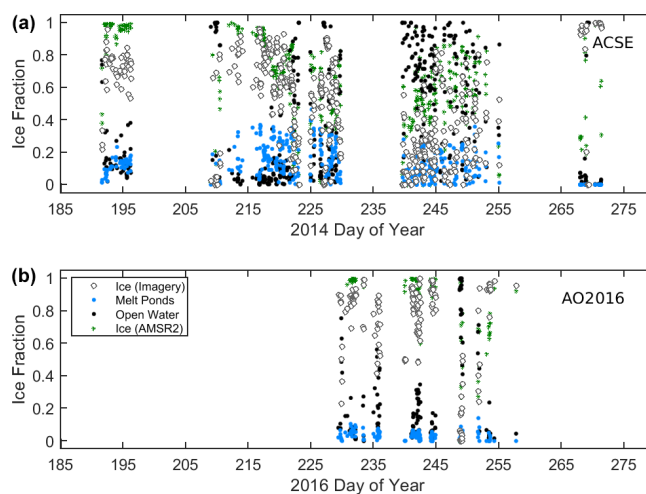 (a)
ACSE
Ice Fraction
1
0.8
0.6
0.4
0.2
0
185 195 205 215 225 235 245 255 265 275
2014 Day of Year
(b)
AO2016
Ice (Imagery)
Melt Ponds
Open Water
Ice (AMSR2)
Ice Fraction
1
0.8
0.6
0.4
0.2
0
185 195 205 215 225 235 245 255 265 275
2016 Day of Year